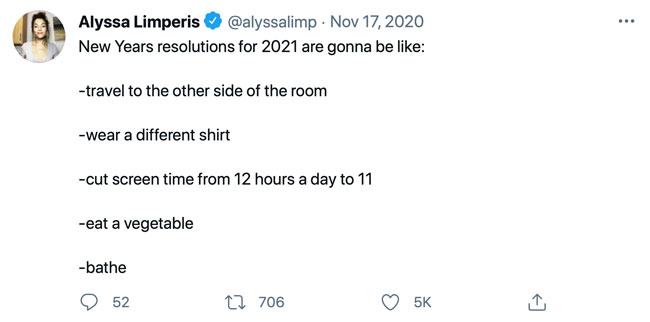 Alyssa Limperis @alyssalimp · Nov 17, 2020
New Years resolutions for 2021 are gonna be like:
-travel to the other side of the room
-wear a different shirt
-cut screen time from 12 hours a day to 11
-eat a vegetable
-bathe
52 706 5K